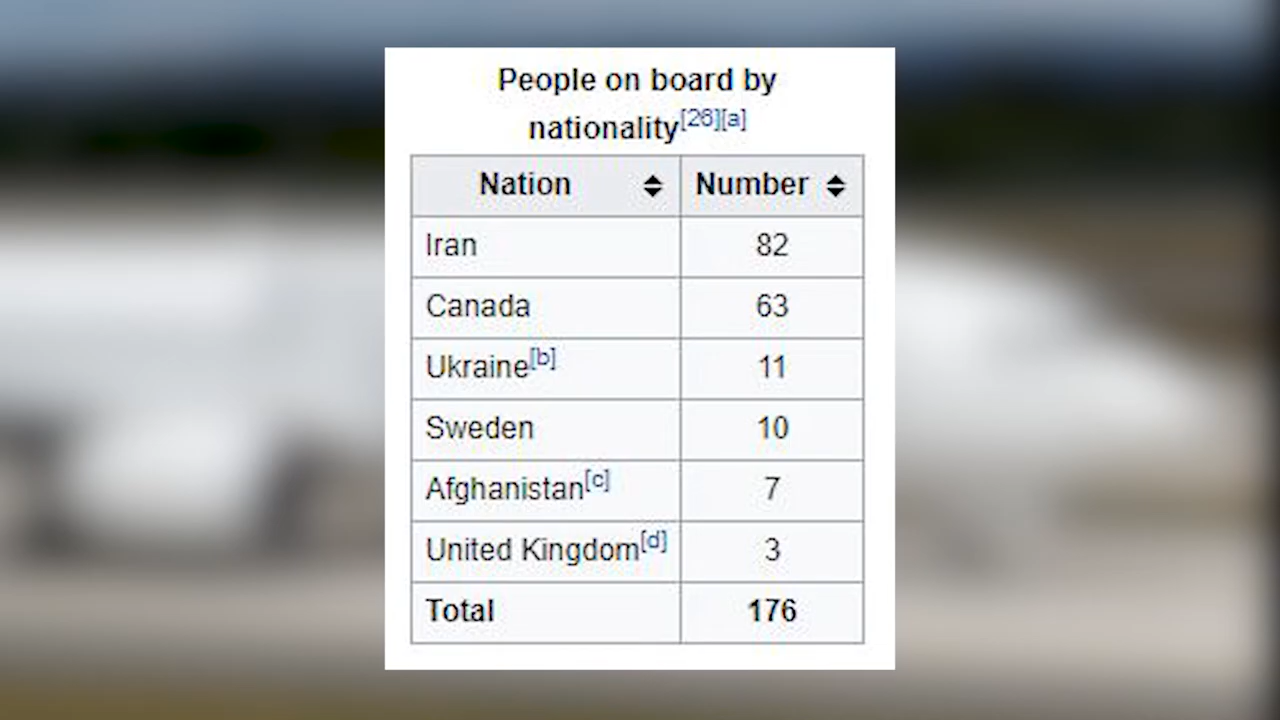 People on board by
nationality[26][a]
Nation Number
Iran 82
Canada 63
Ukraine[b] 11
Sweden 10
Afghanistan[c] 7
United Kingdom[d] 3
Total 176